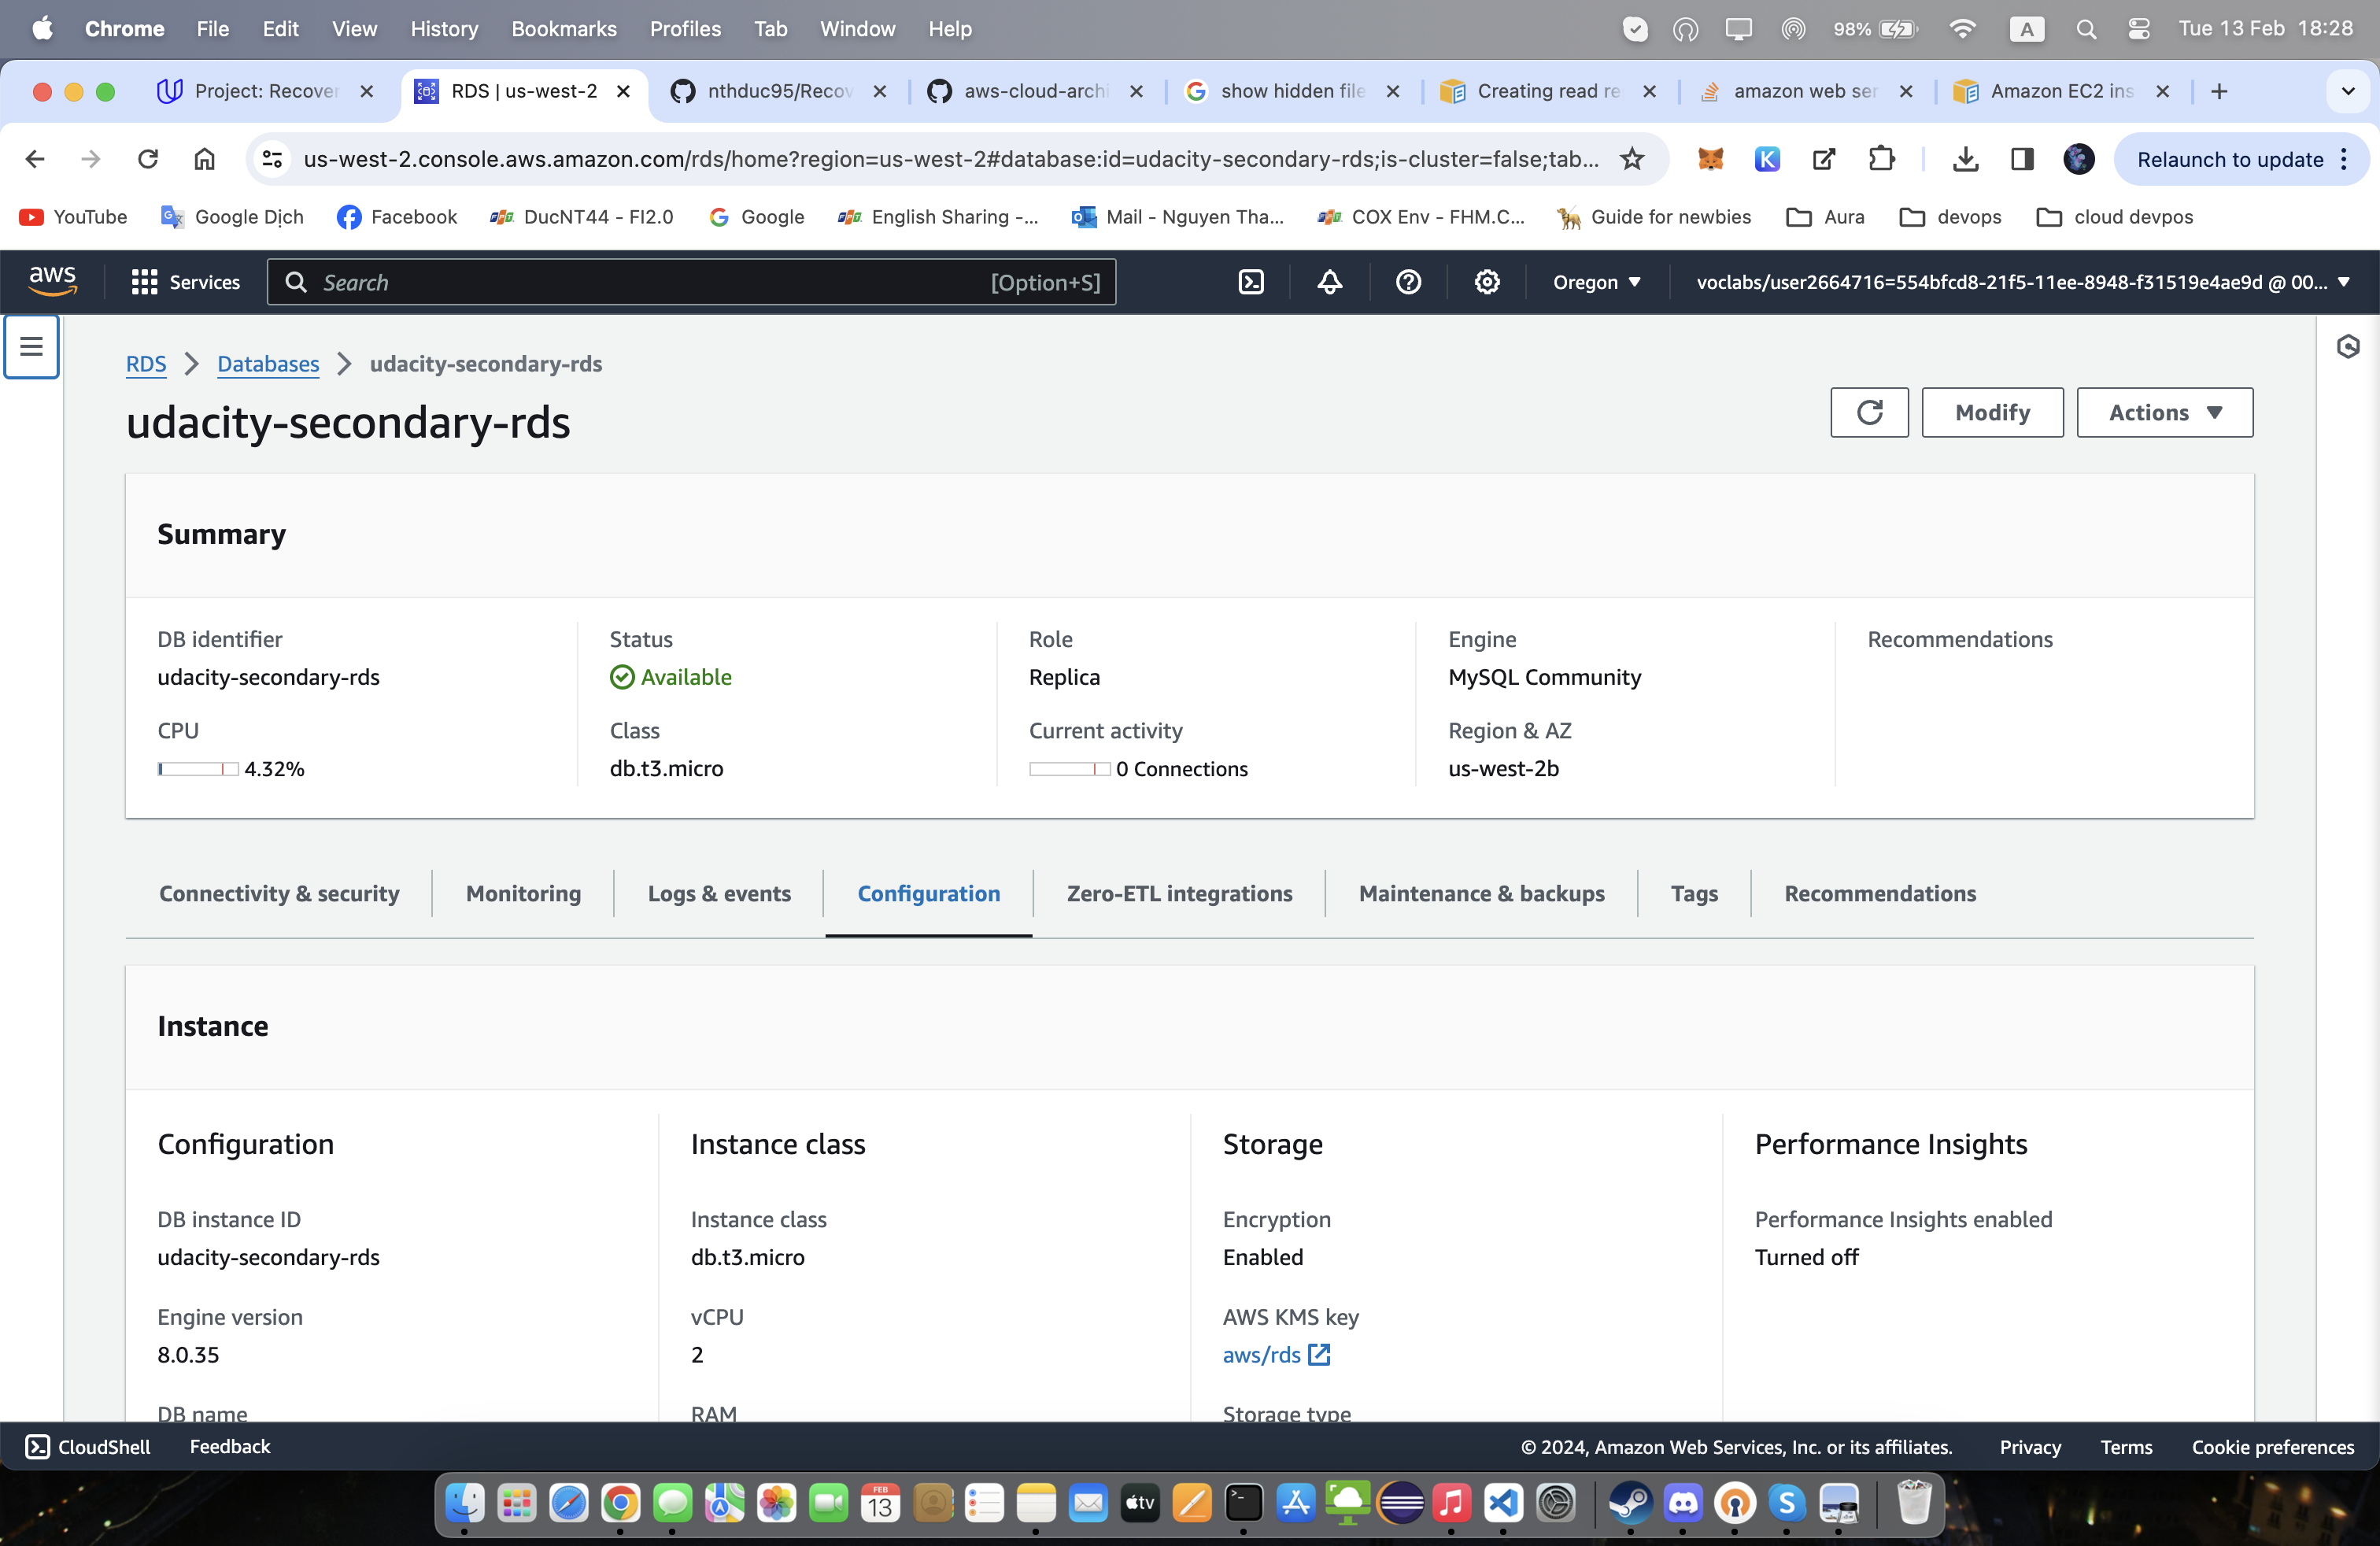 Chrome File Edit View History Bookmarks Profiles Tab Window Help 98% A Tue 13 Feb 18:28
Project: Recover RDS | us-west-2 nthduc95/Recov aws-cloud-archi show hidden file Creating read re amazon web ser Amazon EC2 ins
us-west-2.console.aws.amazon.com/rds/home?region=us-west-2#database:id=udacity-secondary-rds;is-cluster=false;tab... K Relaunch to update
YouTube Google Dịch Facebook DucNT44 - FI2.0 Google English Sharing -... Mail - Nguyen Tha... COX Env - FHM.C... Guide for newbies Aura devops cloud devpos
aws Services Search [Option+S] Oregon voclabs/user2664716=554bfcd8-21f5-11ee-8948-f31519e4ae9d @ 00...
RDS Databases udacity-secondary-rds
udacity-secondary-rds
Modify Actions
Summary
DB identifier Status Role Engine Recommendations
udacity-secondary-rds Available Replica MySQL Community
CPU Class Current activity Region & AZ
4.32% db.t3.micro 0 Connections us-west-2b
Connectivity & security Monitoring Logs & events Configuration Zero-ETL integrations Maintenance & backups Tags Recommendations
Instance
Configuration Instance class Storage Performance Insights
DB instance ID Instance class Encryption Performance Insights enabled
udacity-secondary-rds db.t3.micro Enabled Turned off
Engine version vCPU AWS KMS key
8.0.35 2 aws/rds
DB name RAM Storage type
CloudShell Feedback © 2024, Amazon Web Services, Inc. or its affiliates. Privacy Terms Cookie preferences
FEB
13
tv